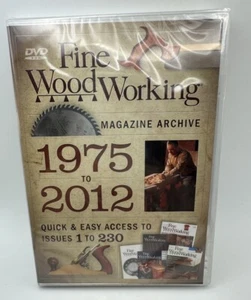 DVD
Fine
WoodWorking
MAGAZINE ARCHIVE
1975
TO
2012
QUICK & EASY ACCESS TO
ISSUES 1 TO 230